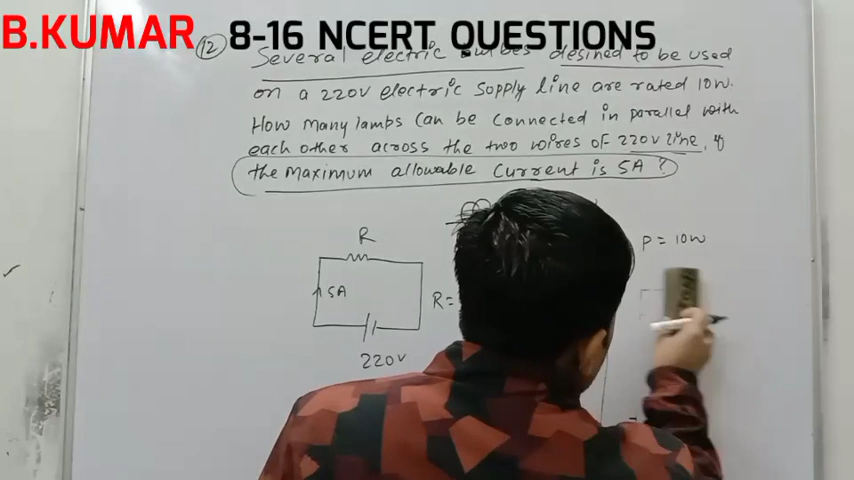 B.KUMAR 8-16 NCERT QUESTIONS
12 Several electric bulbes desined to be used
on a 220V electric supply line are rated 10W.
How many lamps can be connected in parallel with
each other across the two wires of 220V line, if
the maximum allowable current is 5A?
R
P = 10W
5A
R=
220V